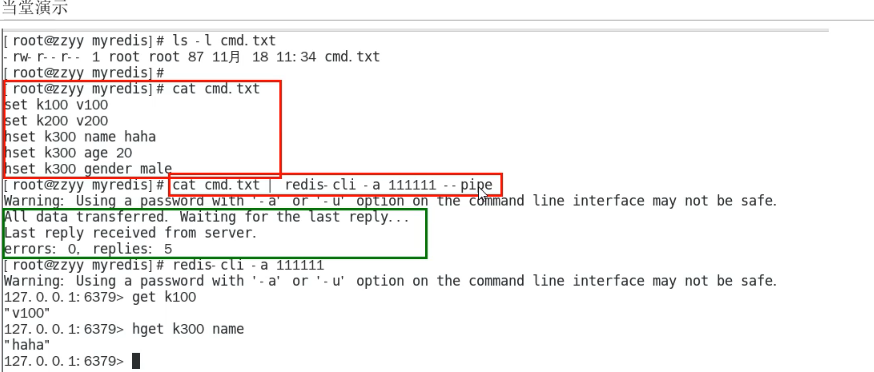 当堂演示
[root@zzyy myredis]# ls -l cmd.txt
-rw-r--r-- 1 root root 87 11月 18 11:34 cmd.txt
[root@zzyy myredis]#
[root@zzyy myredis]# cat cmd.txt
set k100 v100
set k200 v200
hset k300 name haha
hset k300 age 20
hset k300 gender male
[root@zzyy myredis]# cat cmd.txt | redis-cli -a 111111 --pipe
Warning: Using a password with '-a' or '-u' option on the command line interface may not be safe.
All data transferred. Waiting for the last reply...
Last reply received from server.
errors: 0, replies: 5
[root@zzyy myredis]# redis-cli -a 111111
Warning: Using a password with '-a' or '-u' option on the command line interface may not be safe.
127.0.0.1:6379> get k100
"v100"
127.0.0.1:6379> hget k300 name
"haha"
127.0.0.1:6379>